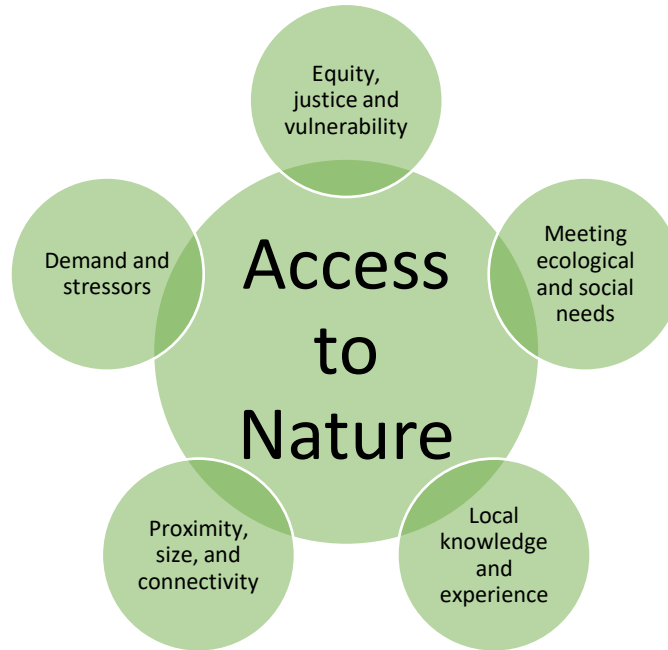 Equity,
justice and
vulnerability
Demand and
stressors
Access
to
Nature
Meeting
ecological
and social
needs
Proximity,
size, and
connectivity
Local
knowledge
and
experience